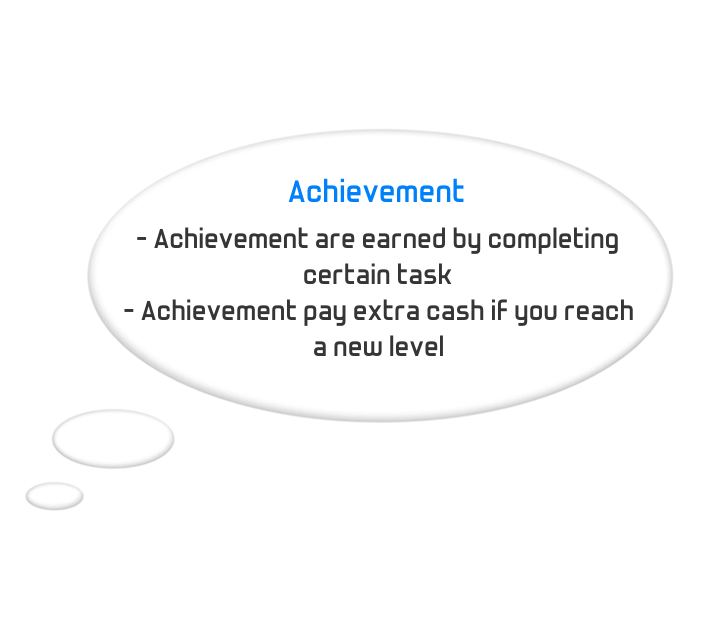 Achievement
- Achievement are earned by completing
certain task
- Achievement pay extra cash if you reach
a new level